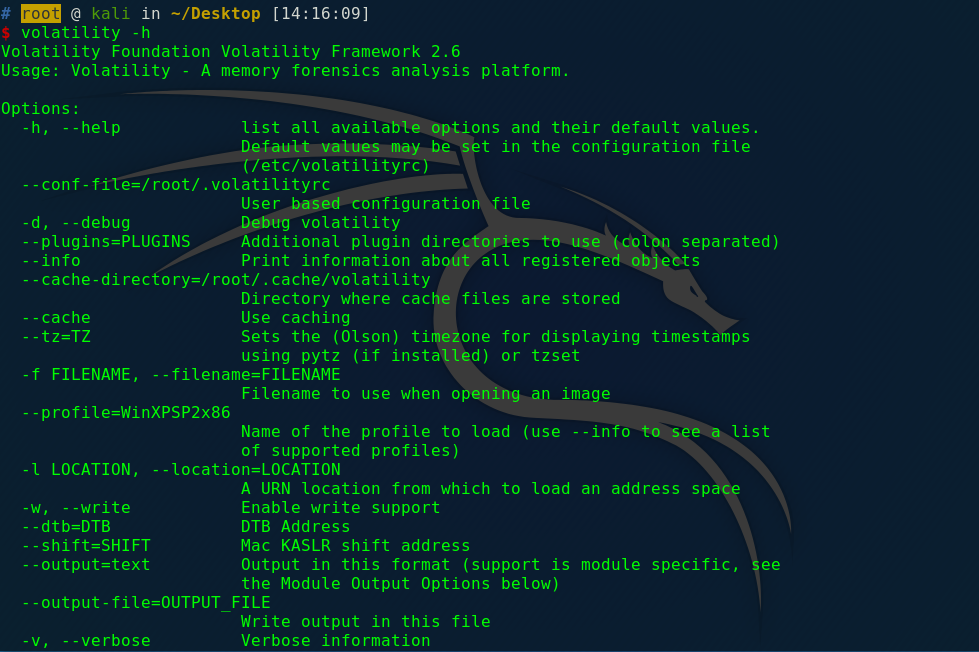 # root @ kali in ~/Desktop [14:16:09]
$ volatility -h
Volatility Foundation Volatility Framework 2.6
Usage: Volatility - A memory forensics analysis platform.

Options:
  -h, --help            list all available options and their default values.
                        Default values may be set in the configuration file
                        (/etc/volatilityrc)
  --conf-file=/root/.volatilityrc
                        User based configuration file
  -d, --debug           Debug volatility
  --plugins=PLUGINS     Additional plugin directories to use (colon separated)
  --info                Print information about all registered objects
  --cache-directory=/root/.cache/volatility
                        Directory where cache files are stored
  --cache               Use caching
  --tz=TZ               Sets the (Olson) timezone for displaying timestamps
                        using pytz (if installed) or tzset
  -f FILENAME, --filename=FILENAME
                        Filename to use when opening an image
  --profile=WinXPSP2x86
                        Name of the profile to load (use --info to see a list
                        of supported profiles)
  -l LOCATION, --location=LOCATION
                        A URN location from which to load an address space
  -w, --write           Enable write support
  --dtb=DTB             DTB Address
  --shift=SHIFT         Mac KASLR shift address
  --output=text         Output in this format (support is module specific, see
                        the Module Output Options below)
  --output-file=OUTPUT_FILE
                        Write output in this file
  -v, --verbose         Verbose information